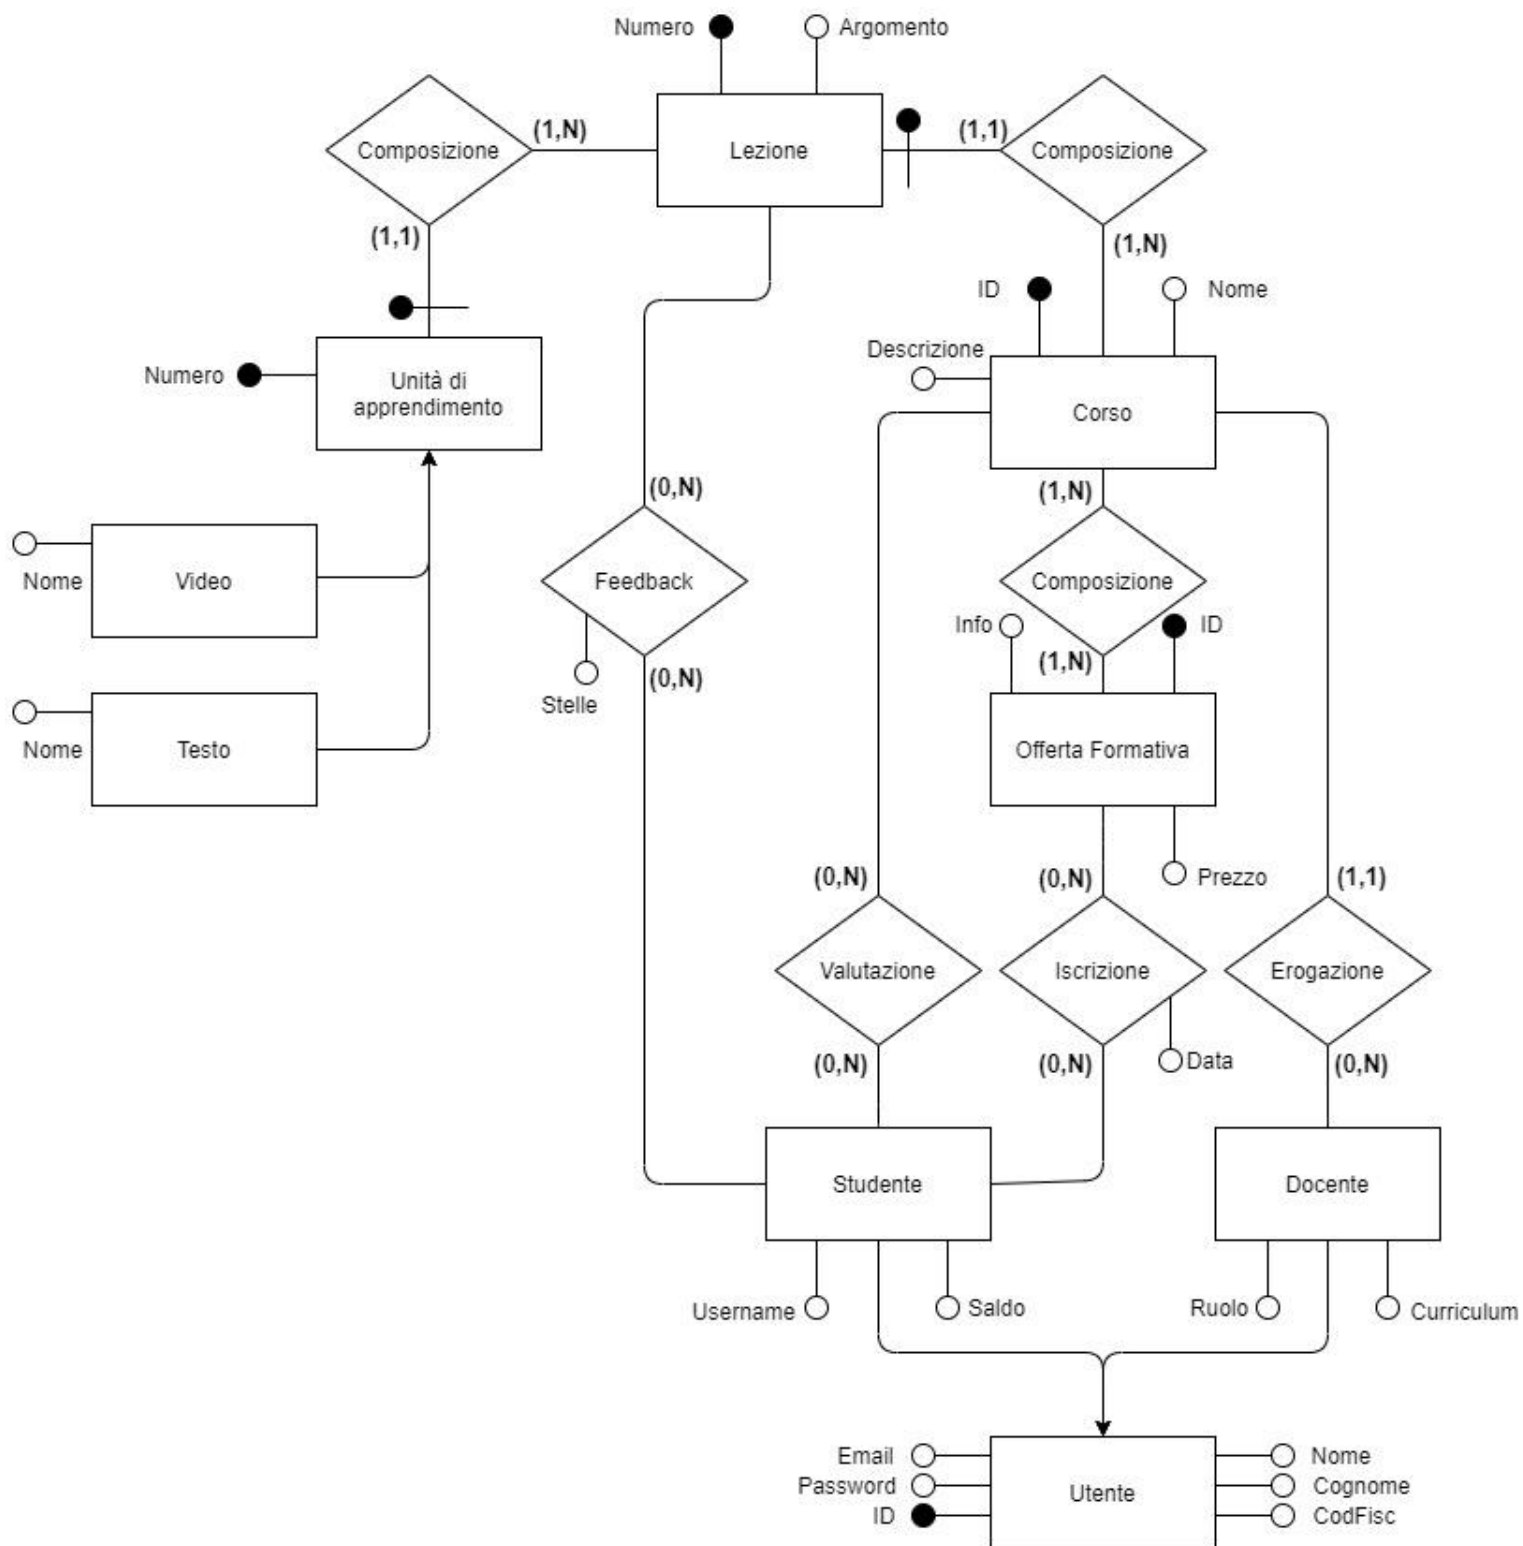 Numero
Argomento
Composizione
(1,N)
Lezione
(1,1)
Composizione
(1,1)
(1,N)
ID
Nome
Descrizione
Numero
Unità di
apprendimento
Corso
(0,N)
(1,N)
Nome
Video
Feedback
Composizione
Info
ID
(0,N)
(1,N)
Stelle
Nome
Testo
Offerta Formativa
Prezzo
(0,N)
(0,N)
(1,1)
Valutazione
Iscrizione
Erogazione
(0,N)
(0,N)
Data
(0,N)
Studente
Docente
Username
Saldo
Ruolo
Curriculum
Email
Nome
Password
Utente
Cognome
ID
CodFisc